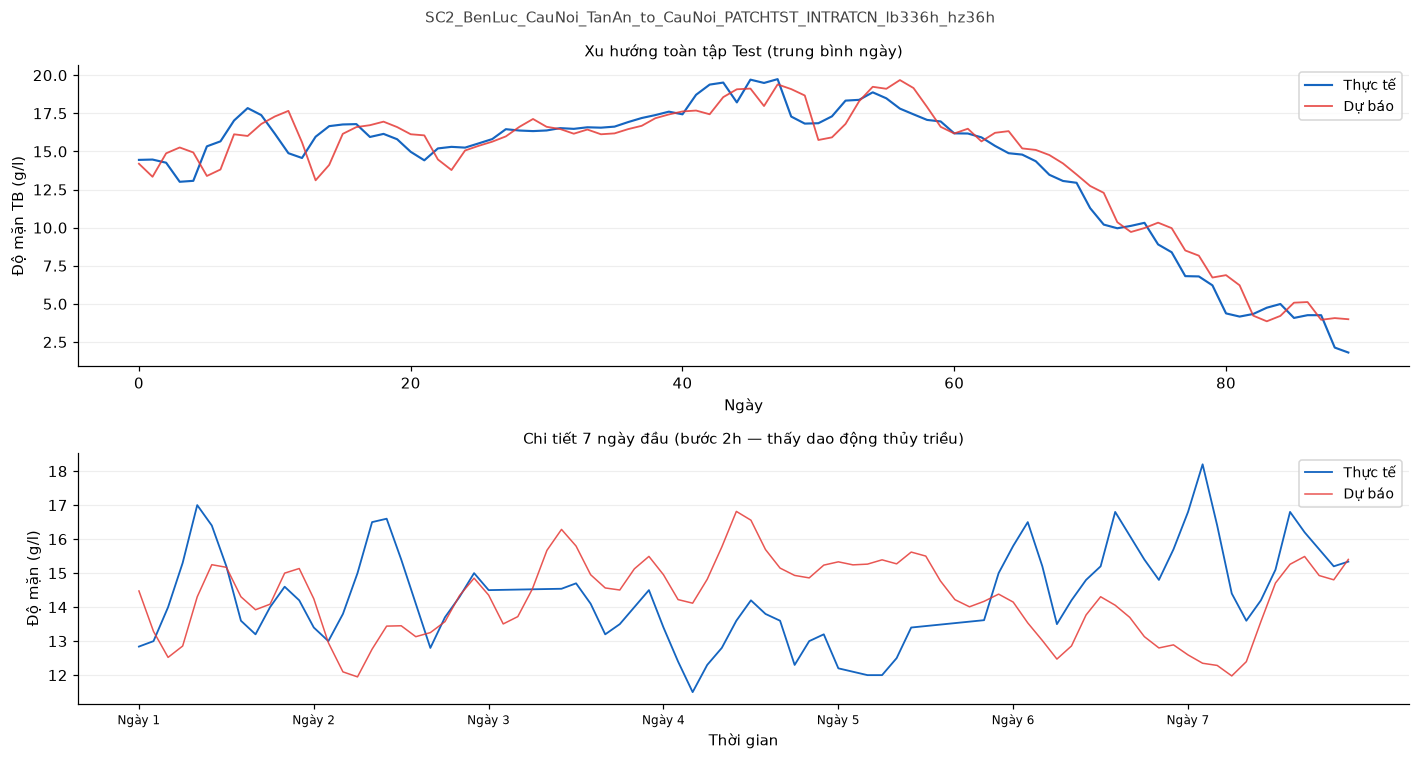 SC2_BenLuc_CauNoi_TanAn_to_CauNoi_PATCHTST_INTRATCN_lb336h_hz36h
Xu hướng toàn tập Test (trung bình ngày)
Độ mặn TB (g/l)
20.0
17.5
15.0
12.5
10.0
7.5
5.0
2.5
Thực tế
Dự báo
0 20 40 60 80
Ngày
Chi tiết 7 ngày đầu (bước 2h — thấy dao động thủy triều)
Độ mặn (g/l)
18
17
16
15
14
13
12
Thực tế
Dự báo
Ngày 1 Ngày 2 Ngày 3 Ngày 4 Ngày 5 Ngày 6 Ngày 7
Thời gian